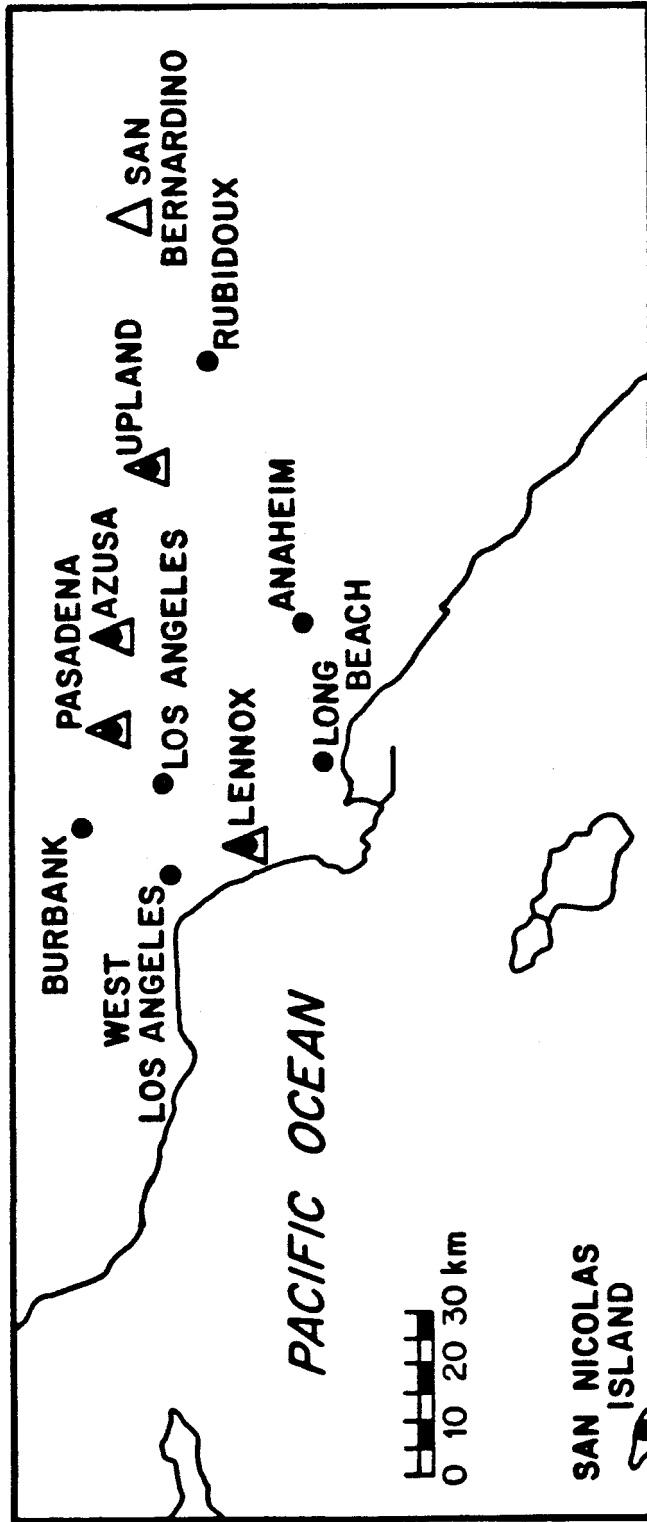 BURBANK
PASADENA
AZUSA
UPLAND
SAN
BERNARDINO
WEST
LOS ANGELES
LOS ANGELES
RUBIDOUX
LENNOX
ANAHEIM
LONG
BEACH
PACIFIC OCEAN
0 10 20 30 km
SAN NICOLAS
ISLAND